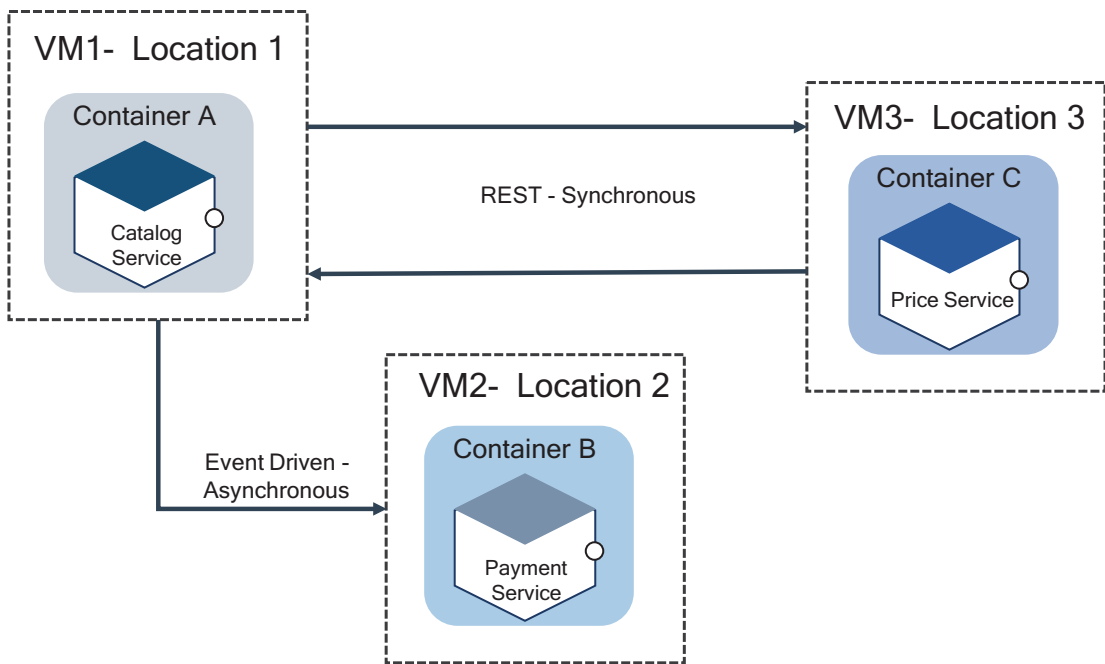 VM1-  Location 1
Container A
Catalog
Service
REST - Synchronous
VM3-  Location 3
Container C
Price Service
Event Driven -
Asynchronous
VM2-  Location 2
Container B
Payment
Service